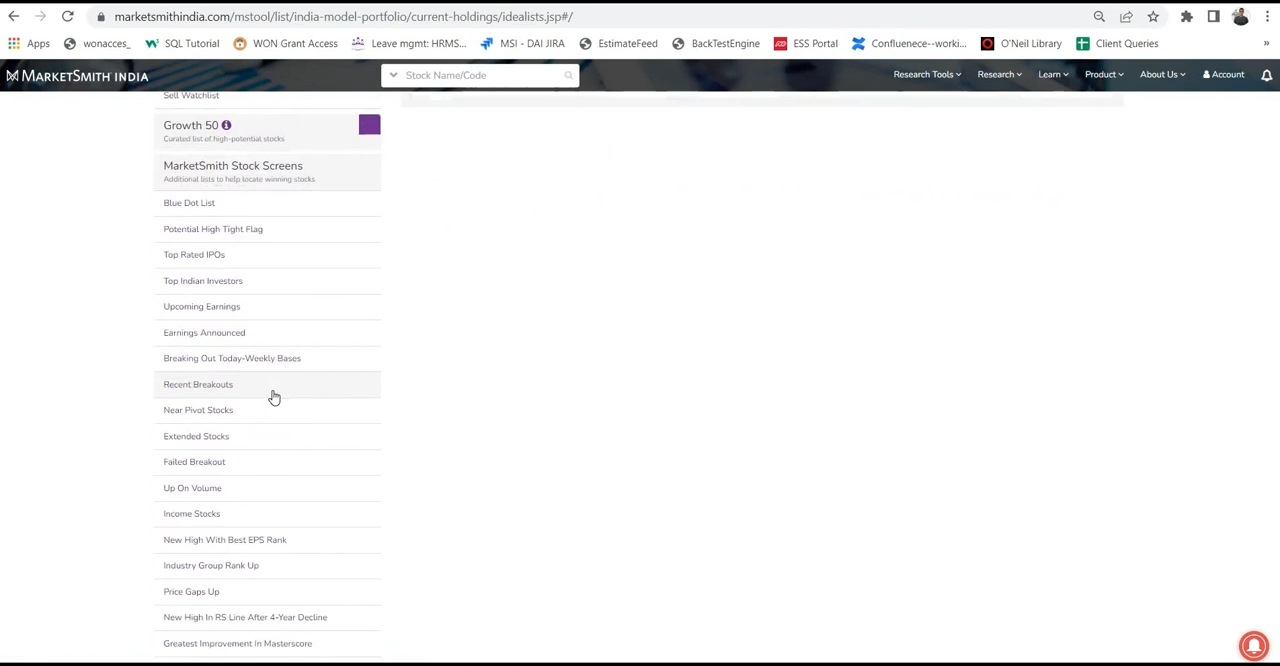 marketsmithindia.com/mstool/list/india-model-portfolio/current-holdings/idealists.jsp#/
Apps wonacces_ SQL Tutorial WON Grant Access Leave mgmt: HRMS... MSI - DAI JIRA EstimateFeed BackTestEngine ESS Portal Confluenece--worki... O'Neil Library Client Queries »
MARKETSMITH INDIA Stock Name/Code Research Tools Research Learn Product About Us Account
Sell Watchlist
Growth 50
Curated list of high-potential stocks
MarketSmith Stock Screens
Additional lists to help locate winning stocks
Blue Dot List
Potential High Tight Flag
Top Rated IPOs
Top Indian Investors
Upcoming Earnings
Earnings Announced
Breaking Out Today-Weekly Bases
Recent Breakouts
Near Pivot Stocks
Extended Stocks
Failed Breakout
Up On Volume
Income Stocks
New High With Best EPS Rank
Industry Group Rank Up
Price Gaps Up
New High In RS Line After 4-Year Decline
Greatest Improvement In Masterscore